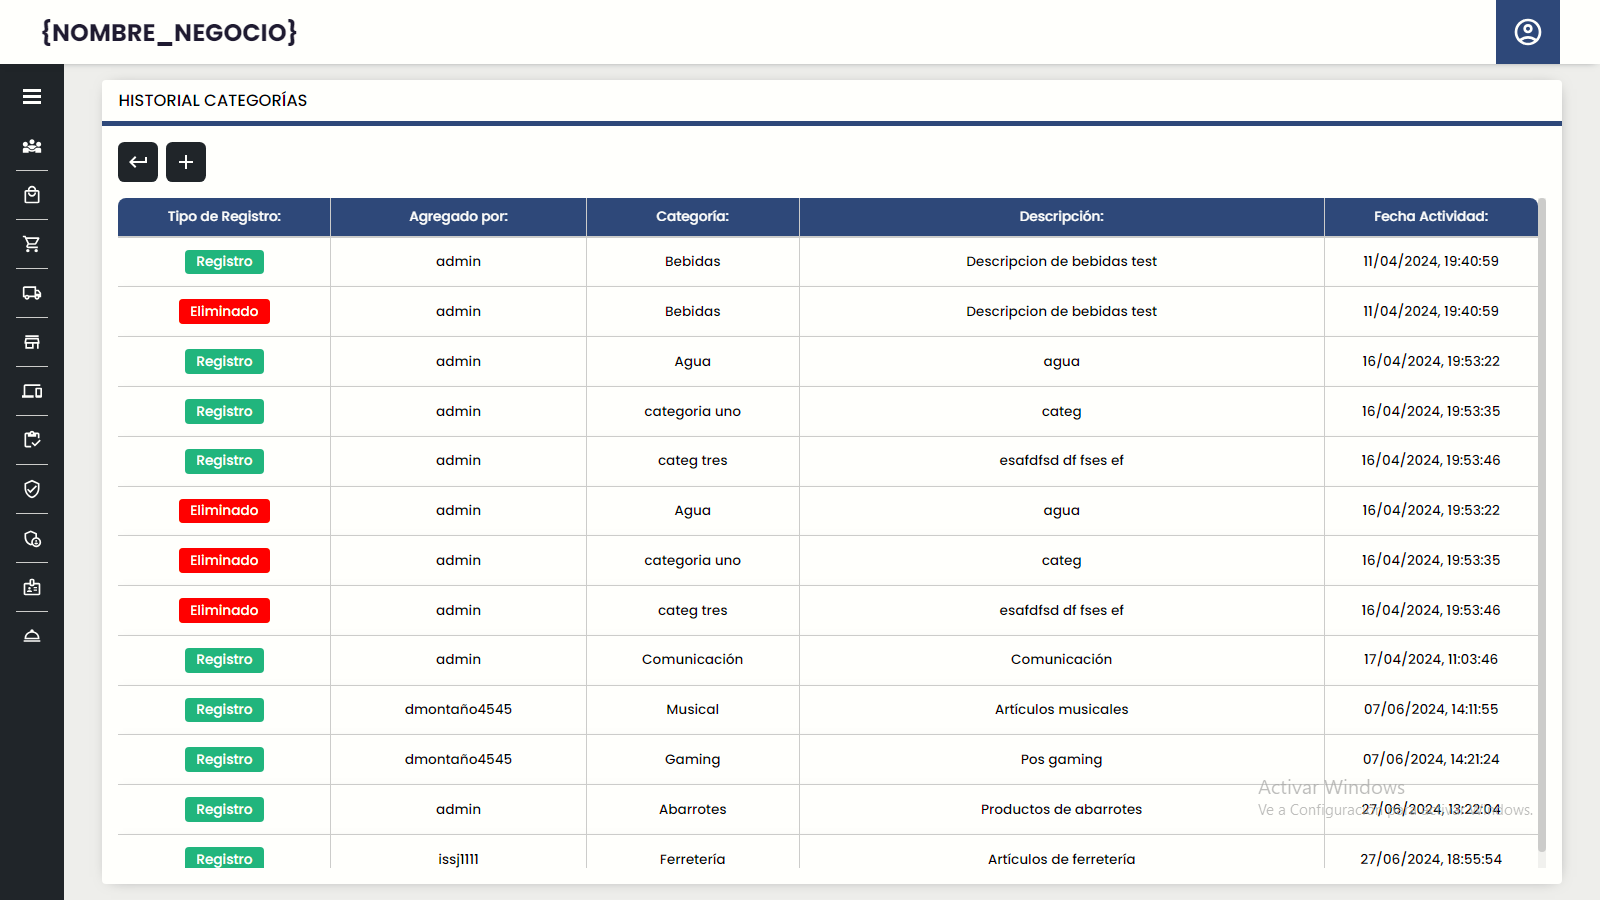 {NOMBRE_NEGOCIO}
HISTORIAL CATEGORÍAS
Tipo de Registro: Agregado por: Categoría: Descripción: Fecha Actividad:
Registro admin Bebidas Descripcion de bebidas test 11/04/2024, 19:40:59
Eliminado admin Bebidas Descripcion de bebidas test 11/04/2024, 19:40:59
Registro admin Agua agua 16/04/2024, 19:53:22
Registro admin categoria uno categ 16/04/2024, 19:53:35
Registro admin categ tres esafdfsd df fses ef 16/04/2024, 19:53:46
Eliminado admin Agua agua 16/04/2024, 19:53:22
Eliminado admin categoria uno categ 16/04/2024, 19:53:35
Eliminado admin categ tres esafdfsd df fses ef 16/04/2024, 19:53:46
Registro admin Comunicación Comunicación 17/04/2024, 11:03:46
Registro dmontaño4545 Musical Artículos musicales 07/06/2024, 14:11:55
Registro dmontaño4545 Gaming Pos gaming 07/06/2024, 14:21:24
Activar Windows
Registro admin Abarrotes Productos de abarrotes 27/06/2024, 13:22:04
Ve a Configuración para activar Windows.
Registro issj1111 Ferretería Artículos de ferretería 27/06/2024, 18:55:54